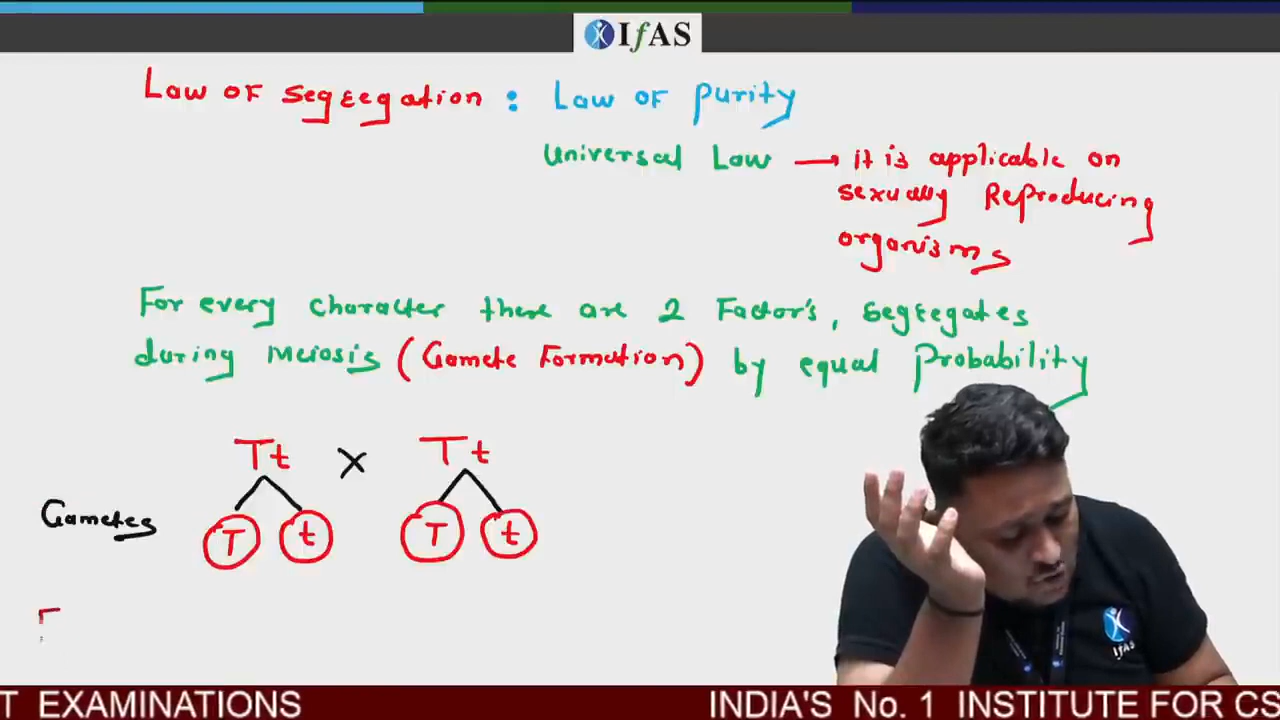 IfAS
Law of segregation : Law of purity
Universal Law → it is applicable on
sexually Reproducing
organisms
For every character there are 2 Factor's, segregates
during Meiosis (Gamete Formation) by equal Probability
Tt × Tt
Gametes T t T t
IfAS
T EXAMINATIONS INDIA'S No. 1 INSTITUTE FOR CS